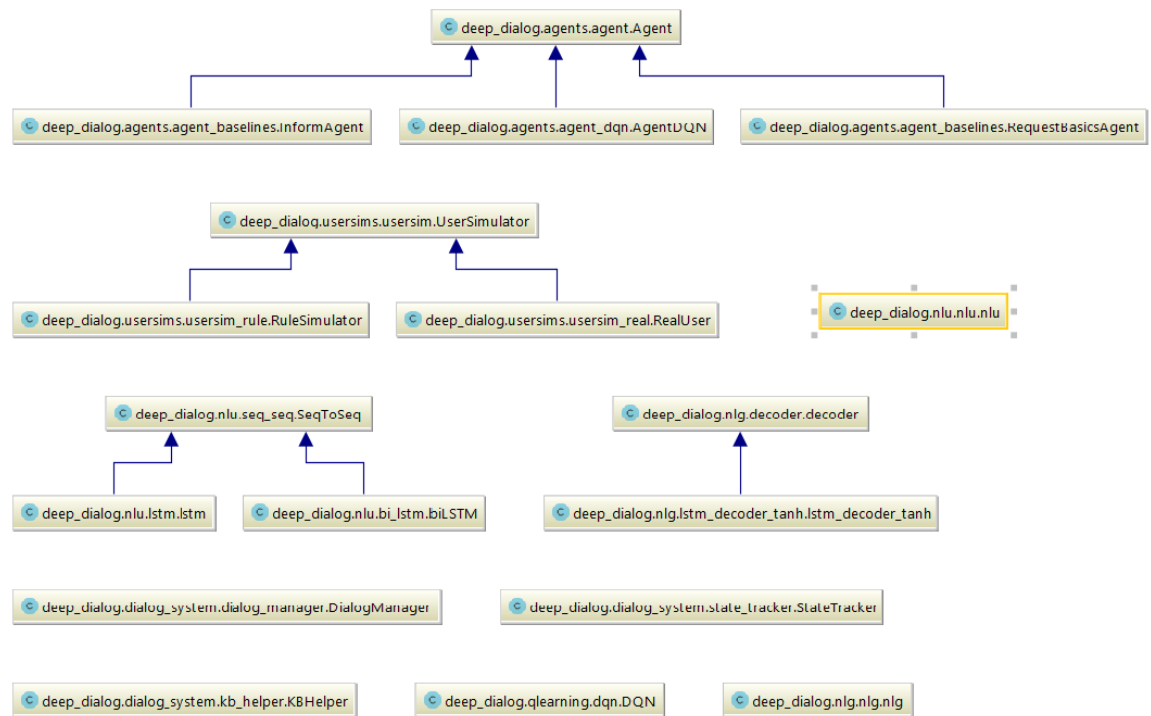 C deep_dialog.agents.agent.Agent
C deep_dialog.agents.agent_baselines.InformAgent
C deep_dialog.agents.agent_dqn.AgentDQN
C deep_dialog.agents.agent_baselines.RequestBasicsAgent
C deep_dialog.usersims.usersim.UserSimulator
C deep_dialog.usersims.usersim_rule.RuleSimulator
C deep_dialog.usersims.usersim_real.RealUser
C deep_dialog.nlu.nlu.nlu
C deep_dialog.nlu.seq_seq.SeqToSeq
C deep_dialog.nlg.decoder.decoder
C deep_dialog.nlu.lstm.lstm
C deep_dialog.nlu.bi_lstm.biLSTM
C deep_dialog.nlg.lstm_decoder_tanh.lstm_decoder_tanh
C deep_dialog.dialog_system.dialog_manager.DialogManager
C deep_dialog.dialog_system.state_tracker.StateTracker
C deep_dialog.dialog_system.kb_helper.KBHelper
C deep_dialog.qlearning.dqn.DQN
C deep_dialog.nlg.nlg.nlg